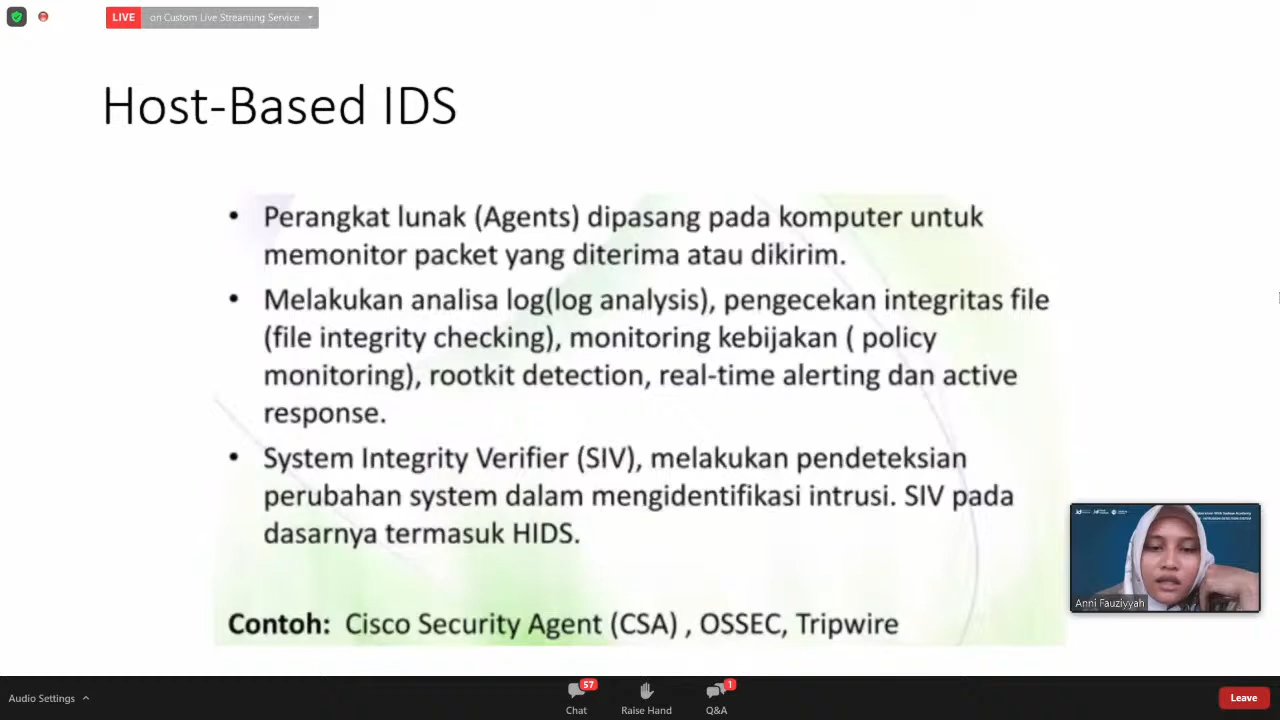 LIVE on Custom Live Streaming Service
Host-Based IDS
• Perangkat lunak (Agents) dipasang pada komputer untuk
memonitor packet yang diterima atau dikirim.
• Melakukan analisa log(log analysis), pengecekan integritas file
(file integrity checking), monitoring kebijakan ( policy
monitoring), rootkit detection, real-time alerting dan active
response.
• System Integrity Verifier (SIV), melakukan pendeteksian
perubahan system dalam mengidentifikasi intrusi. SIV pada
dasarnya termasuk HIDS.
Contoh: Cisco Security Agent (CSA) , OSSEC, Tripwire
Anni Fauziyyah
Audio Settings
57
1
Chat
Raise Hand
Q&A
Leave